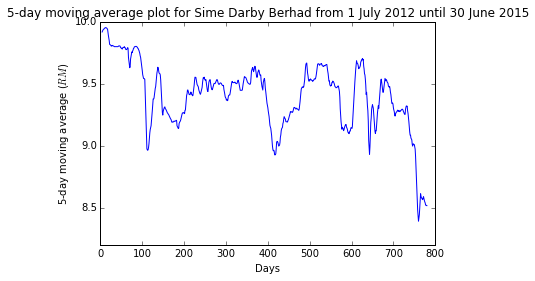 5-day moving average plot for Sime Darby Berhad from 1 July 2012 until 30 June 2015
10.0
9.5
9.0
8.5
5-day moving average (RM)
0 100 200 300 400 500 600 700 800
Days